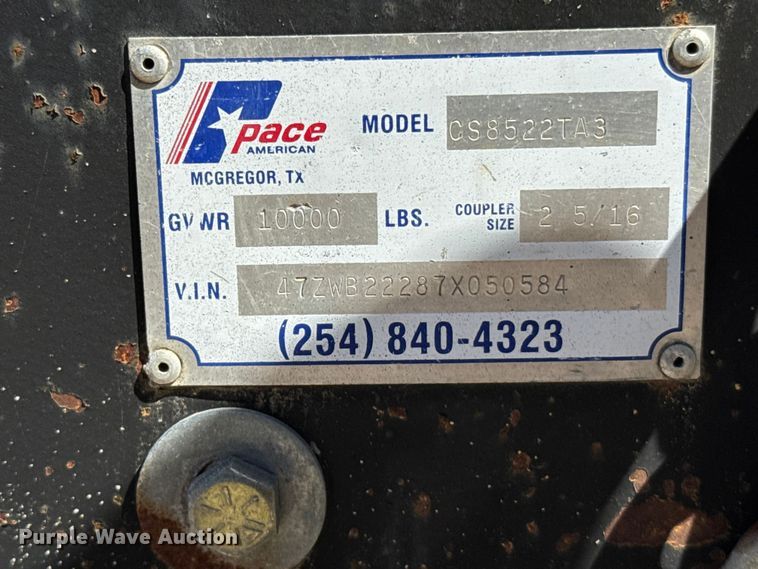 pace
AMERICAN
MCGREGOR, TX
MODEL CS8522TA3
GVWR 10000 LBS. COUPLER SIZE 2 5/16
V.I.N. 47ZWB22287X050584
(254) 840-4323
Purple Wave Auction